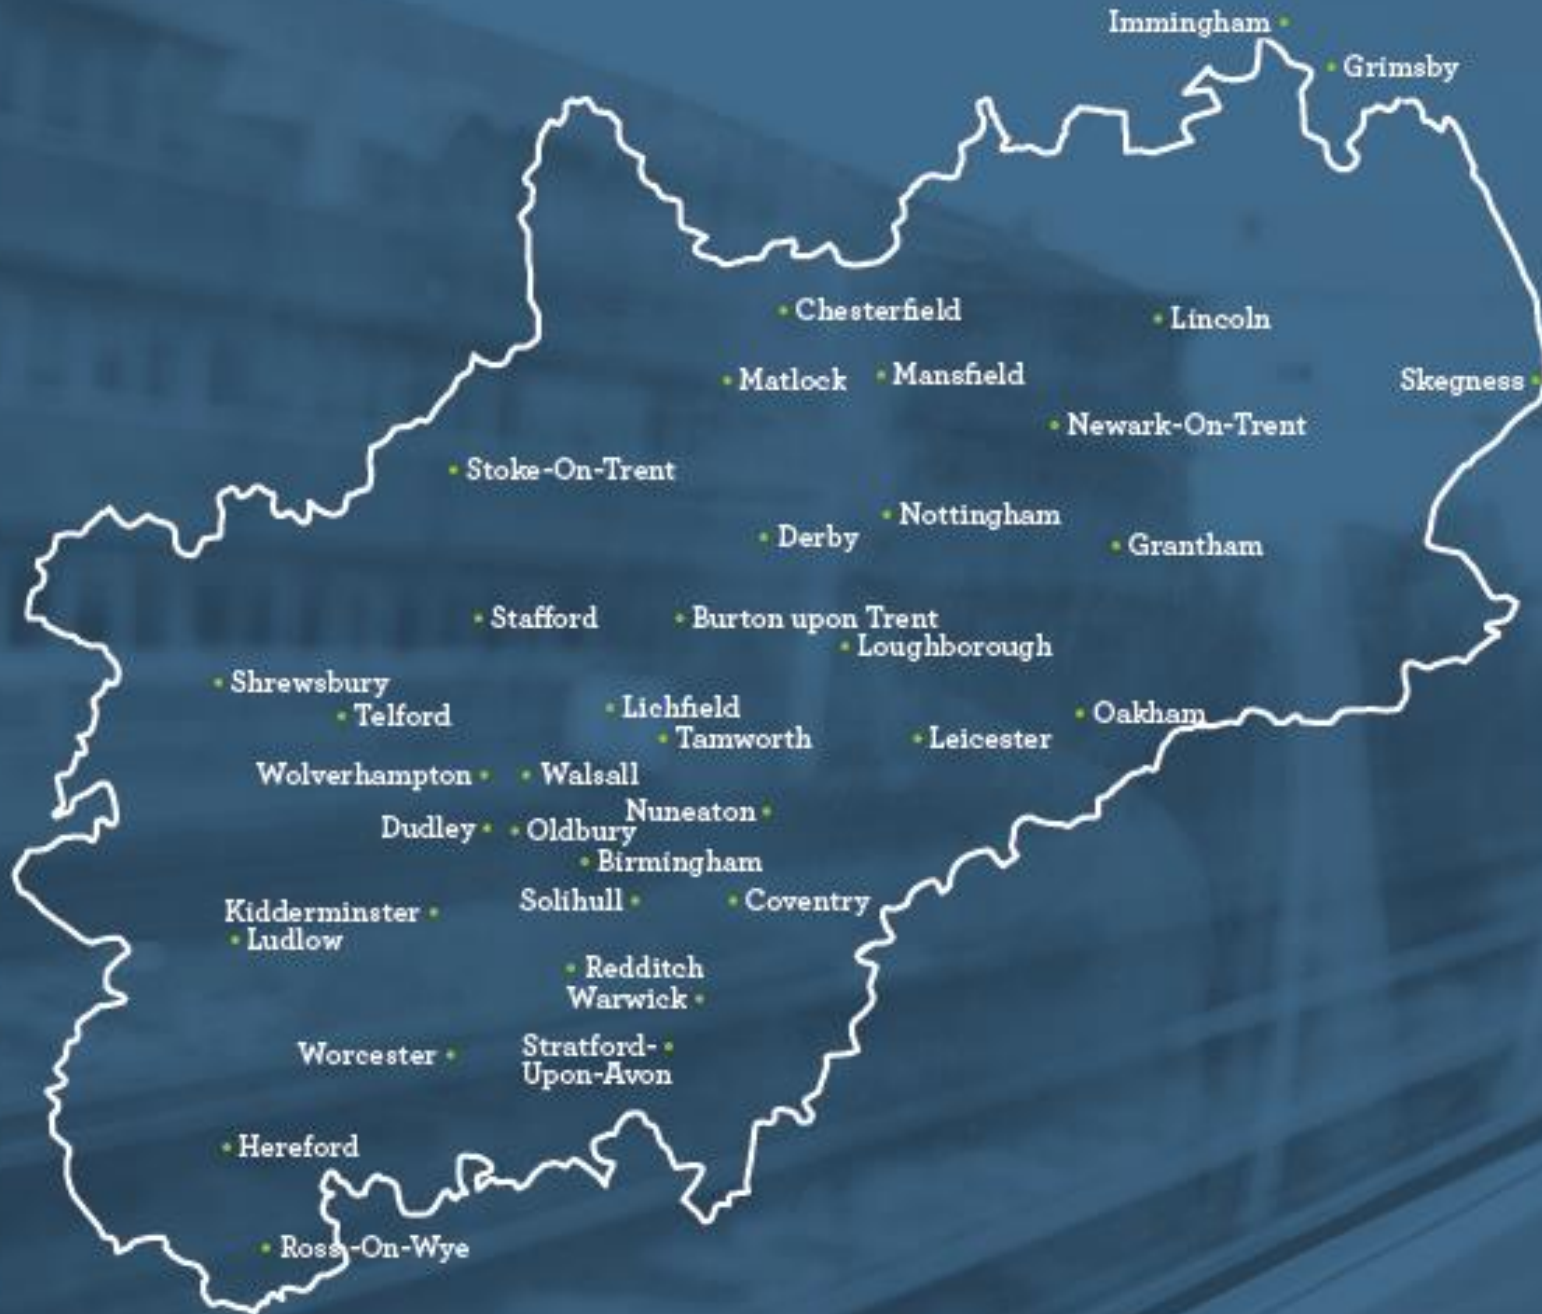 Immingham
Grimsby
Chesterfield
Lincoln
Matlock
Mansfield
Skegness
Newark-On-Trent
Stoke-On-Trent
Nottingham
Derby
Grantham
Stafford
Burton upon Trent
Loughborough
Shrewsbury
Telford
Lichfield
Oakham
Tamworth
Leicester
Wolverhampton
Walsall
Nuneaton
Dudley
Oldbury
Birmingham
Solihull
Coventry
Kidderminster
Ludlow
Redditch
Warwick
Worcester
Stratford-
Upon-Avon
Hereford
Ross-On-Wye